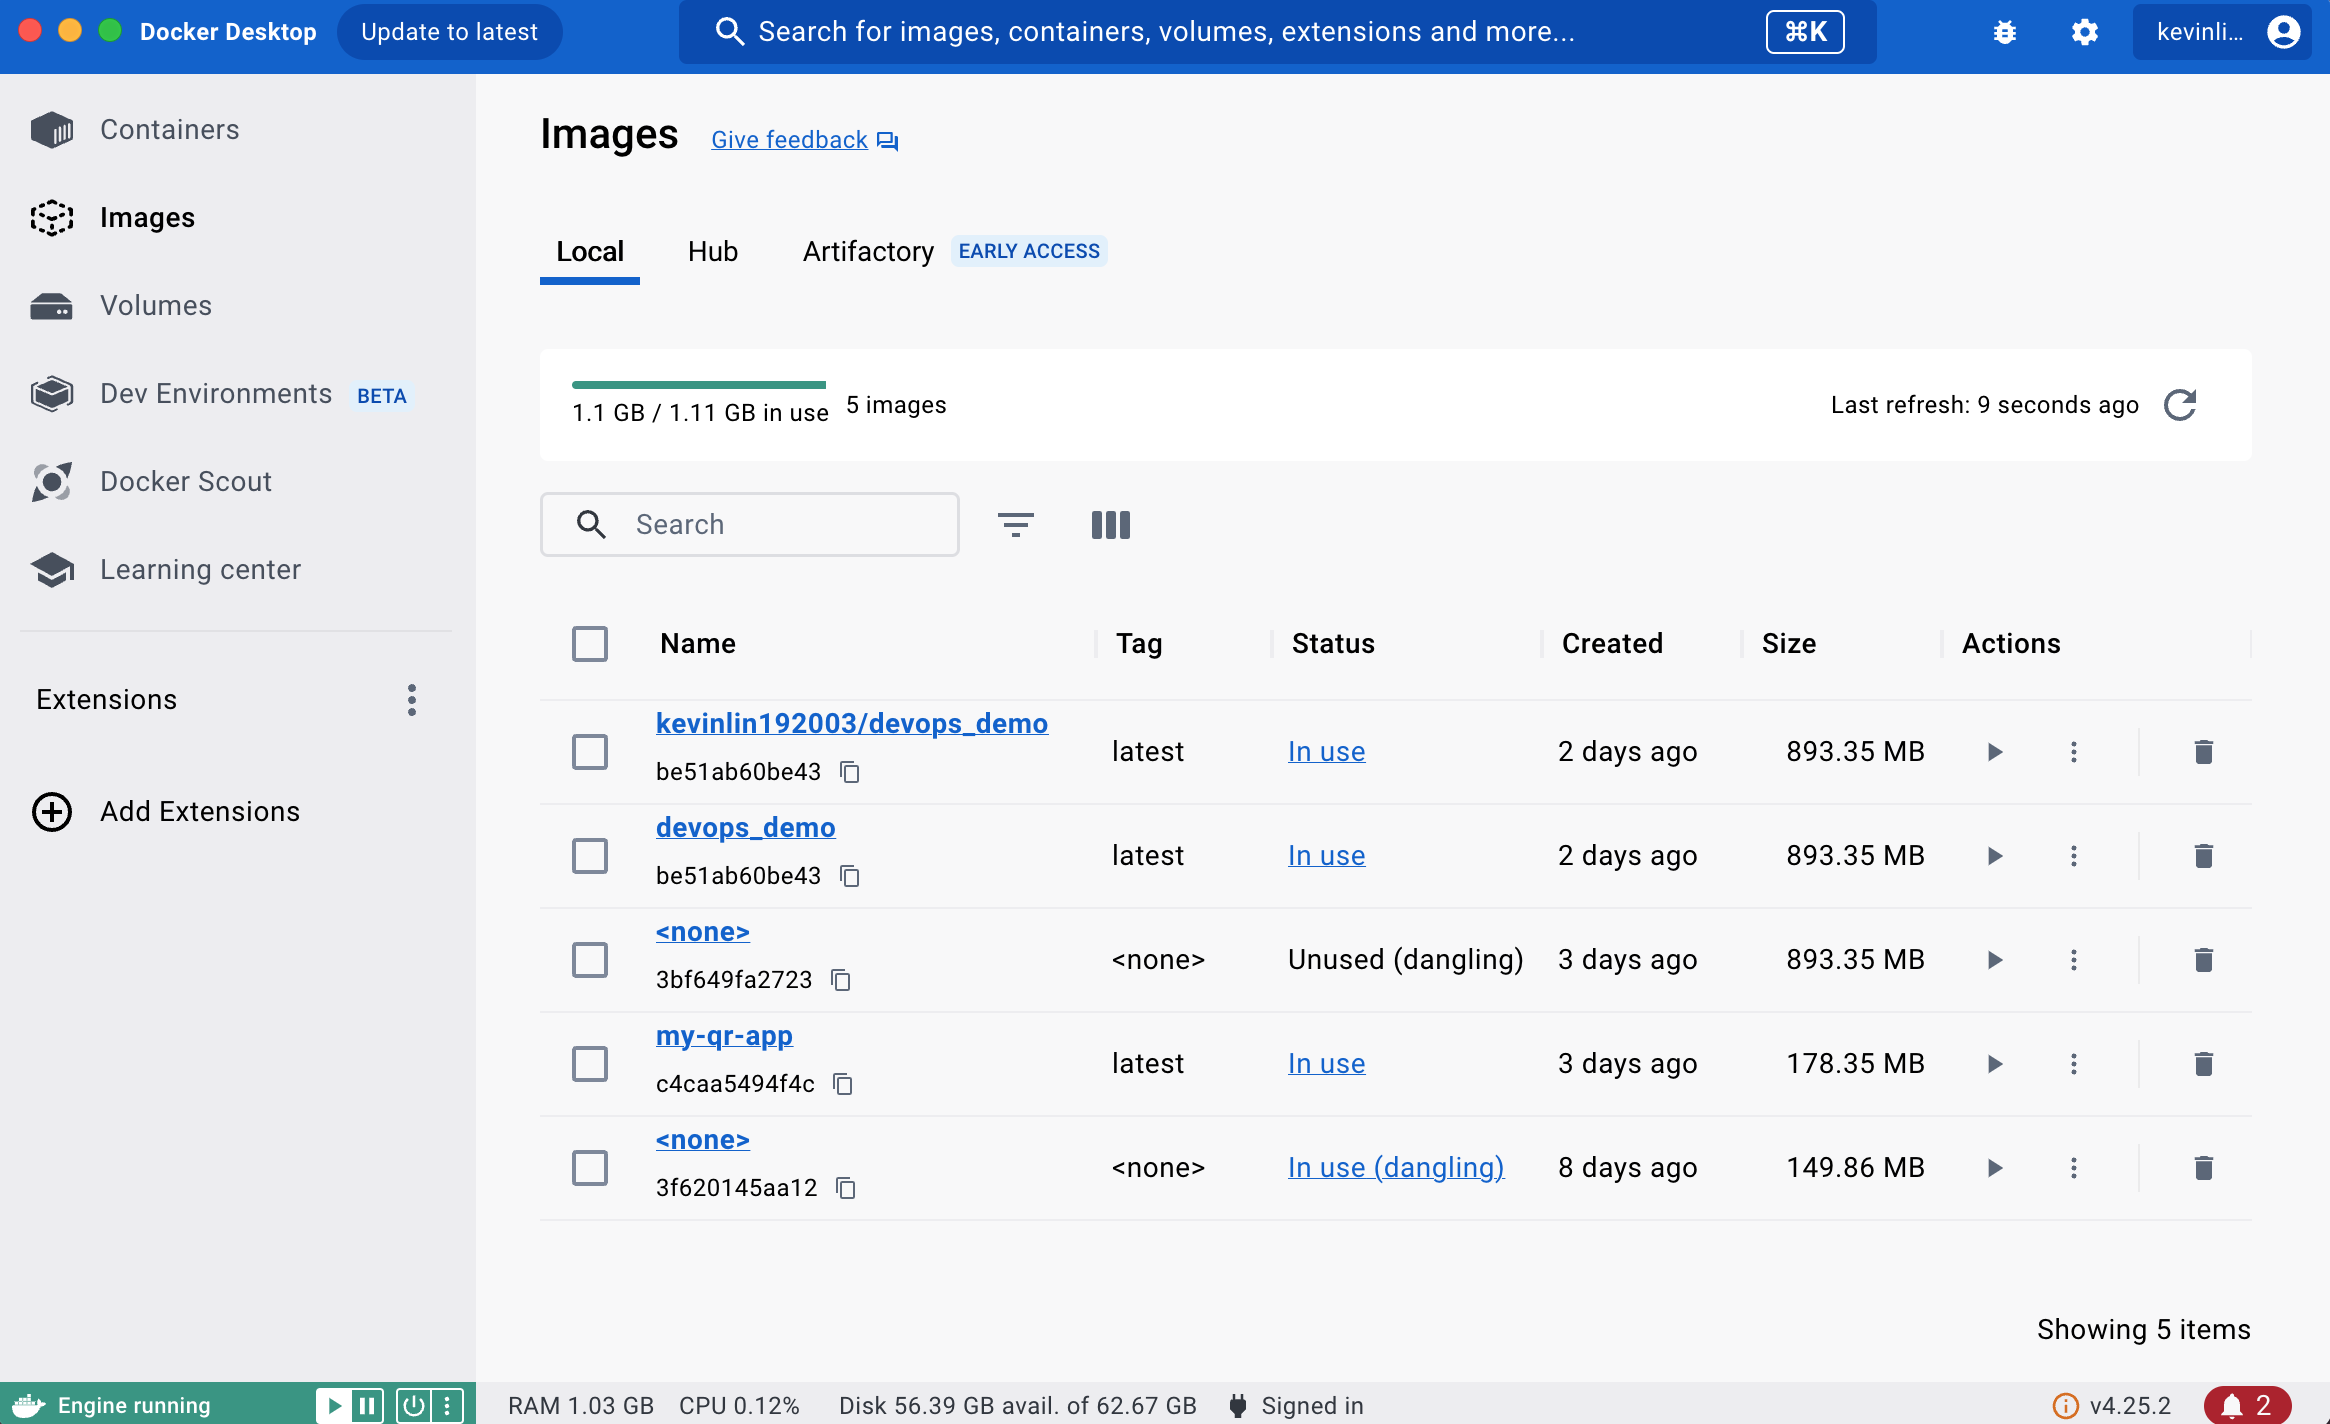 Docker Desktop
Update to latest
Search for images, containers, volumes, extensions and more...
⌘K
kevinli...
Containers
Images
Volumes
Dev Environments BETA
Docker Scout
Learning center
Extensions
Add Extensions
Images Give feedback
Local Hub Artifactory EARLY ACCESS
1.1 GB / 1.11 GB in use 5 images
Last refresh: 9 seconds ago
Search
Name Tag Status Created Size Actions
kevinlin192003/devops_demo
be51ab60be43
latest In use 2 days ago 893.35 MB
devops_demo
be51ab60be43
latest In use 2 days ago 893.35 MB
<none>
3bf649fa2723
<none> Unused (dangling) 3 days ago 893.35 MB
my-qr-app
c4caa5494f4c
latest In use 3 days ago 178.35 MB
<none>
3f620145aa12
<none> In use (dangling) 8 days ago 149.86 MB
Showing 5 items
Engine running
RAM 1.03 GB CPU 0.12% Disk 56.39 GB avail. of 62.67 GB Signed in
v4.25.2
2